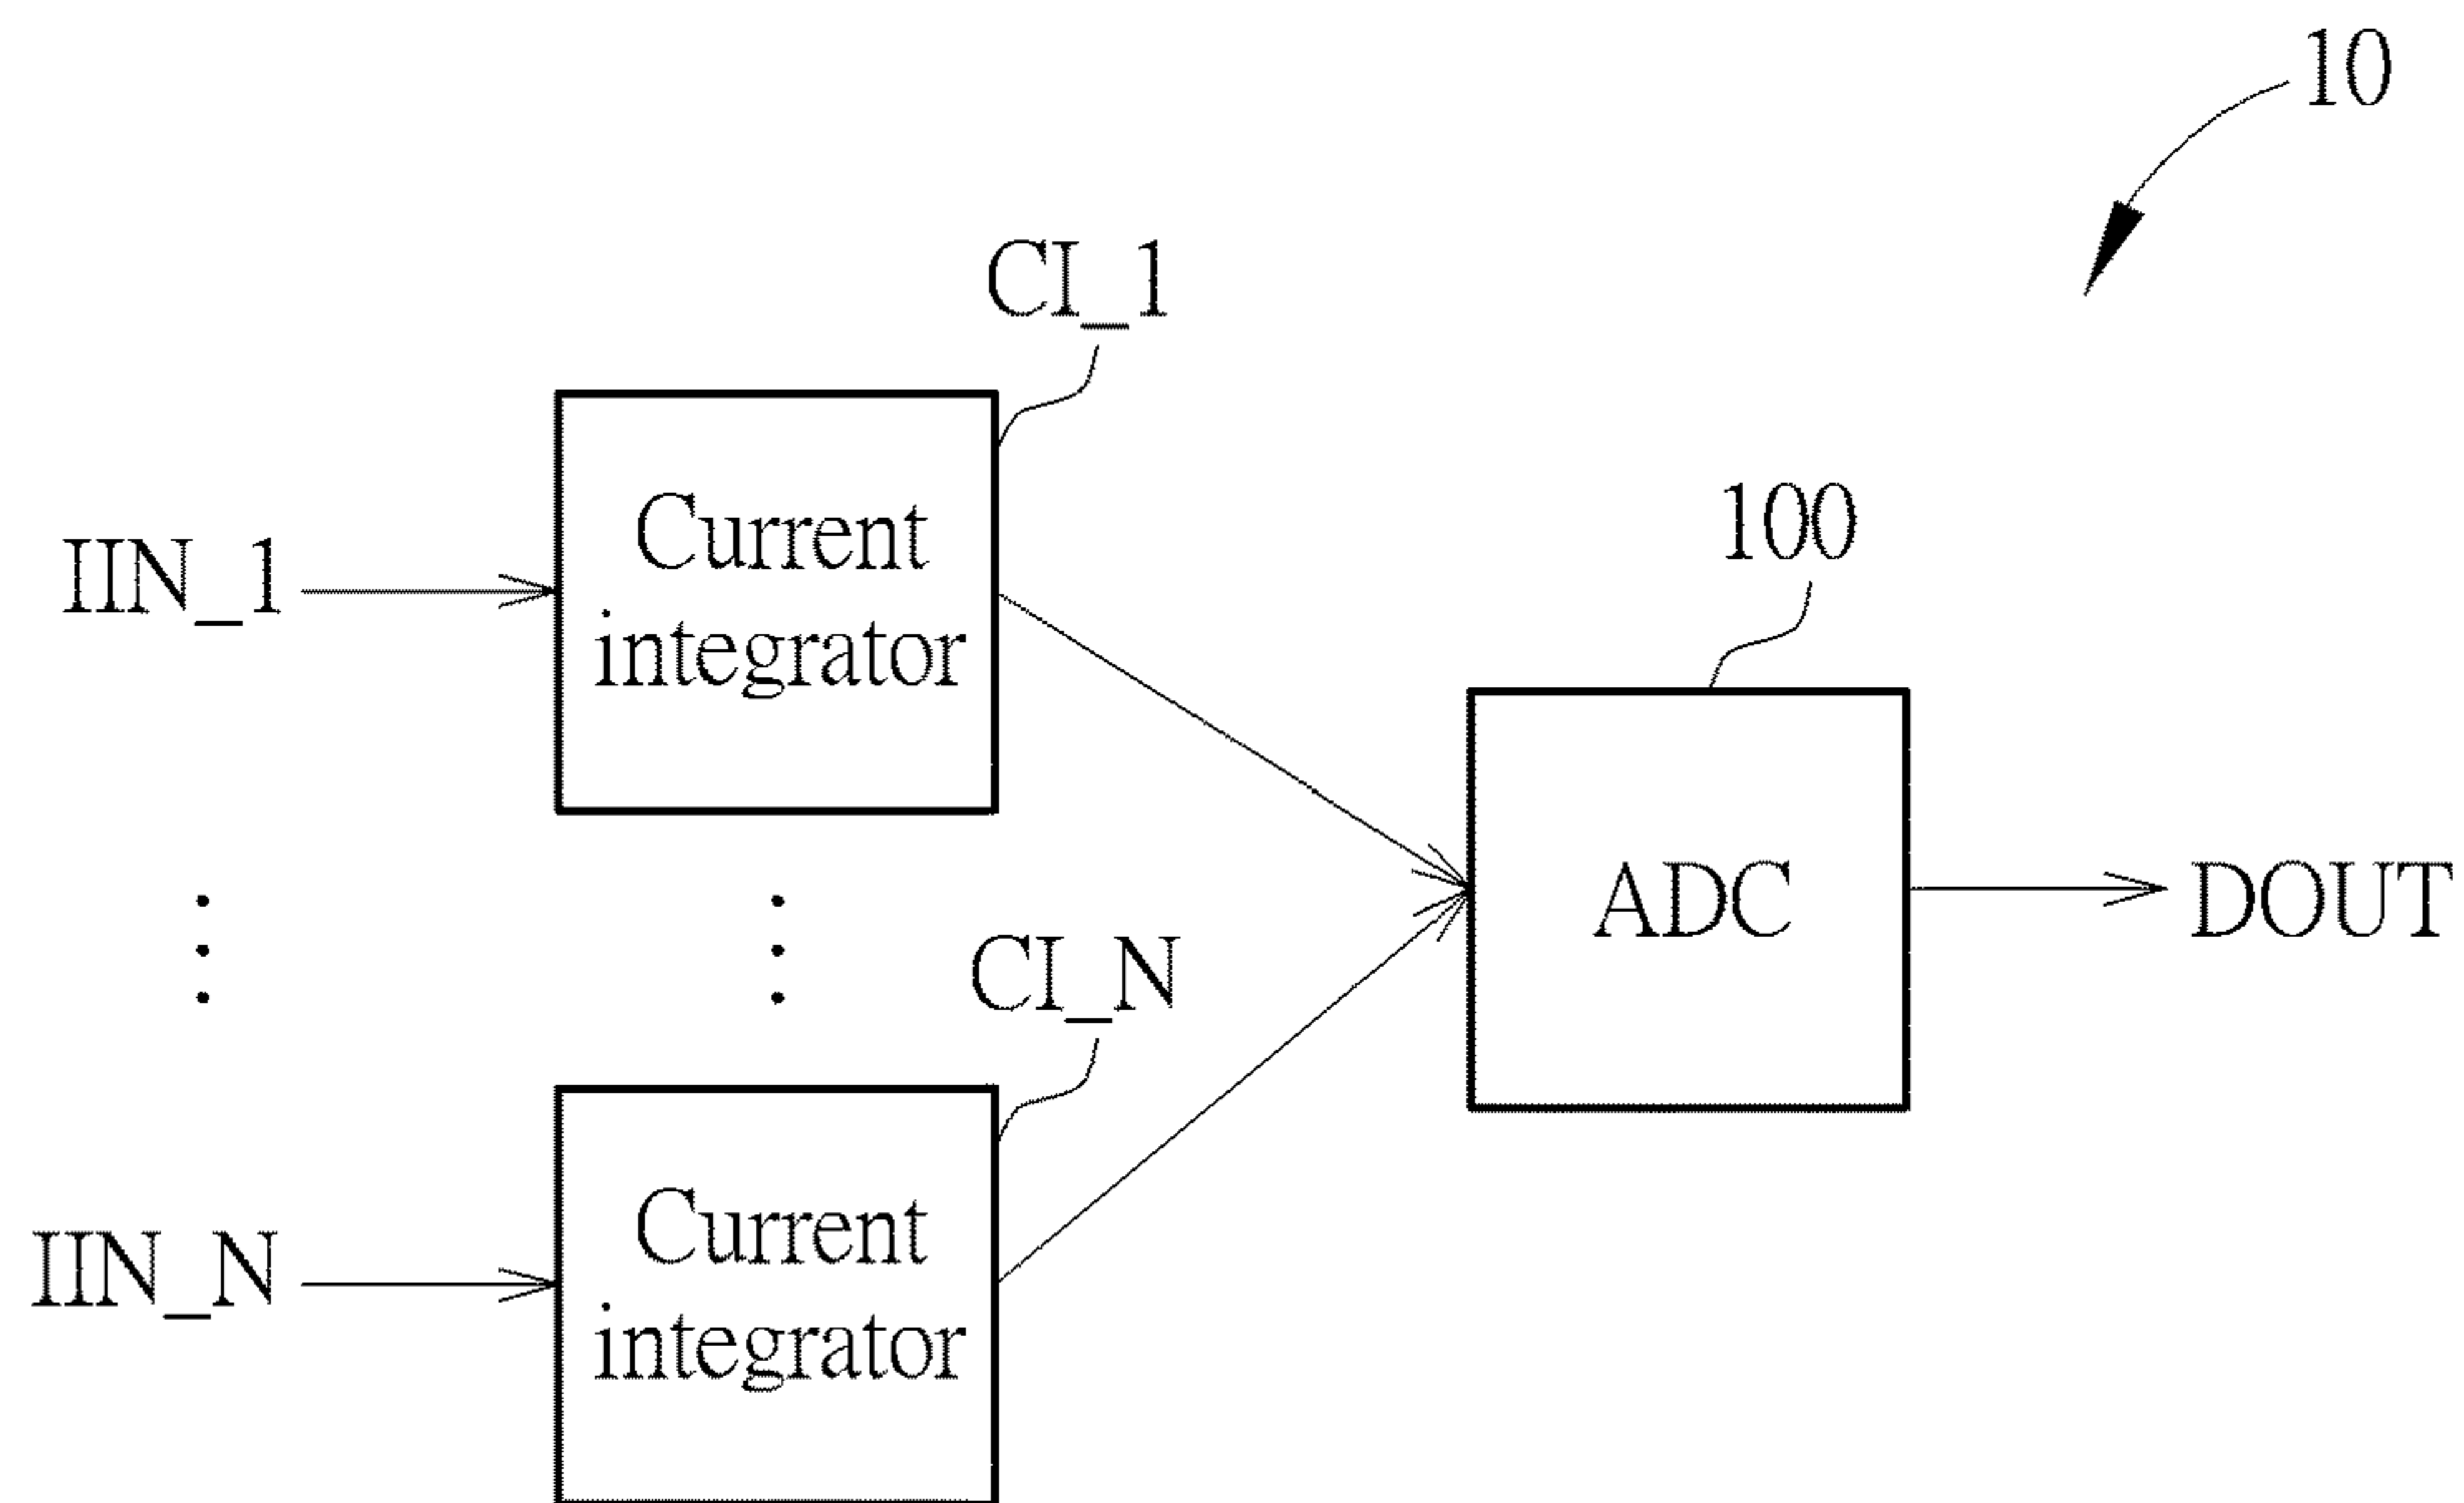 10
CI_1
IIN_1
Current
integrator
100
ADC
DOUT
CI_N
IIN_N
Current
integrator